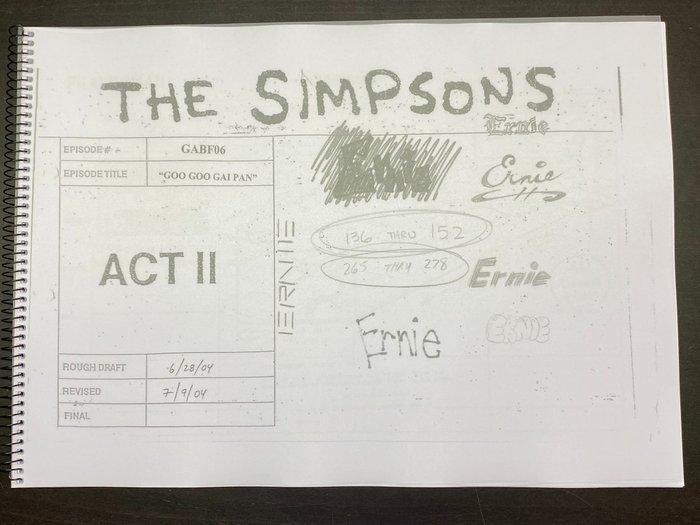 THE SIMPSONS
EPISODE # - GABF06
EPISODE TITLE "GOO GOO GAI PAN"
ACT II
ROUGH DRAFT 6/28/04
REVISED 7/9/04
FINAL
ERNIE
Ernie
Ernie
136 THRU 152
265 THRU 278
Ernie
Ernie
ERNIE